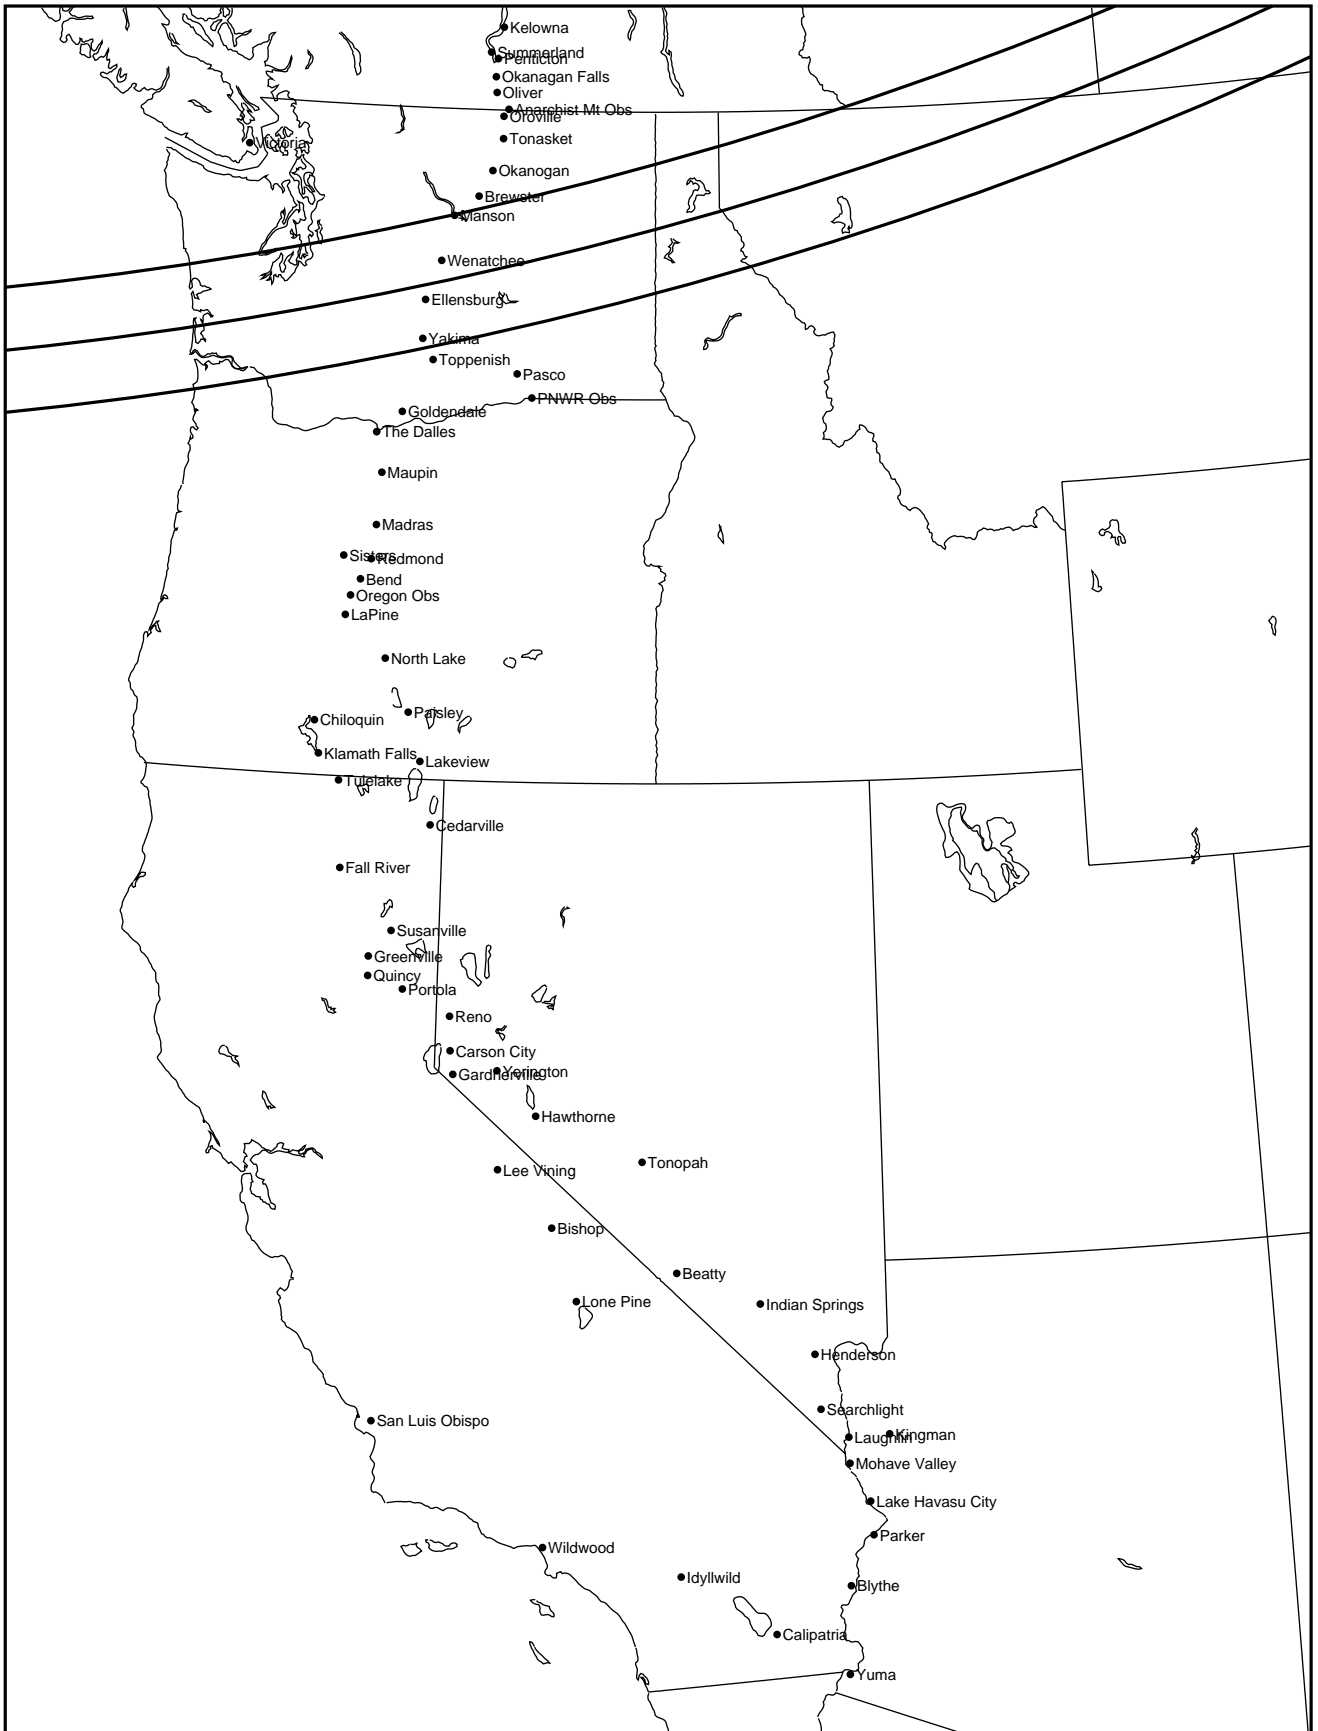 Kelowna
Summerland
Penticton
Okanagan Falls
Oliver
Anarchist Mt Obs
Oroville
Tonasket
Victoria
Okanogan
Brewster
Manson
Wenatchee
Ellensburg
Yakima
Toppenish
Pasco
PNWR Obs
Goldendale
The Dalles
Maupin
Madras
Sisters
Redmond
Bend
Oregon Obs
LaPine
North Lake
Paisley
Chiloquin
Klamath Falls
Lakeview
Tulelake
Cedarville
Fall River
Susanville
Greenville
Quincy
Portola
Reno
Carson City
Yerington
Gardnerville
Hawthorne
Tonopah
Lee Vining
Bishop
Beatty
Lone Pine
Indian Springs
Henderson
Searchlight
San Luis Obispo
Kingman
Laughlin
Mohave Valley
Lake Havasu City
Parker
Wildwood
Idyllwild
Blythe
Calipatria
Yuma